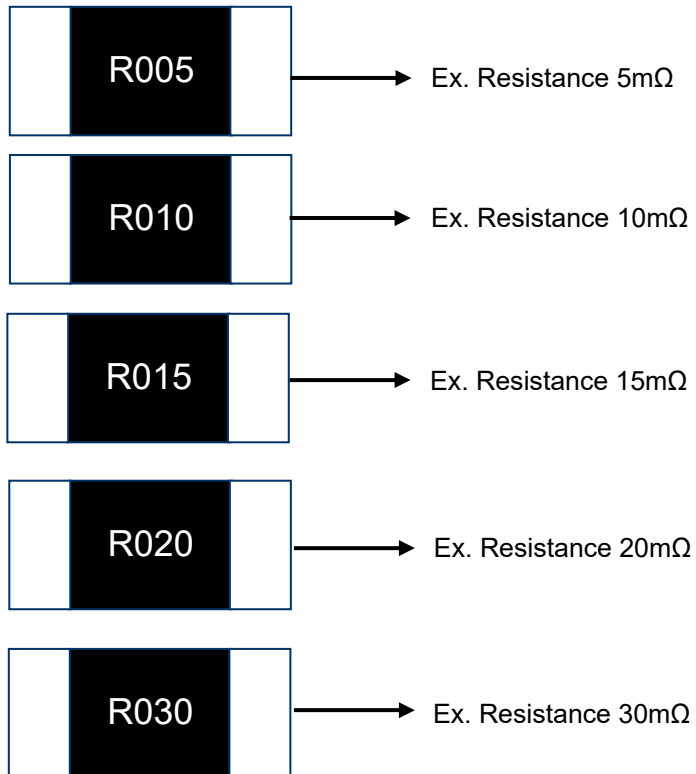 R005
Ex. Resistance 5mΩ
R010
Ex. Resistance 10mΩ
R015
Ex. Resistance 15mΩ
R020
Ex. Resistance 20mΩ
R030
Ex. Resistance 30mΩ